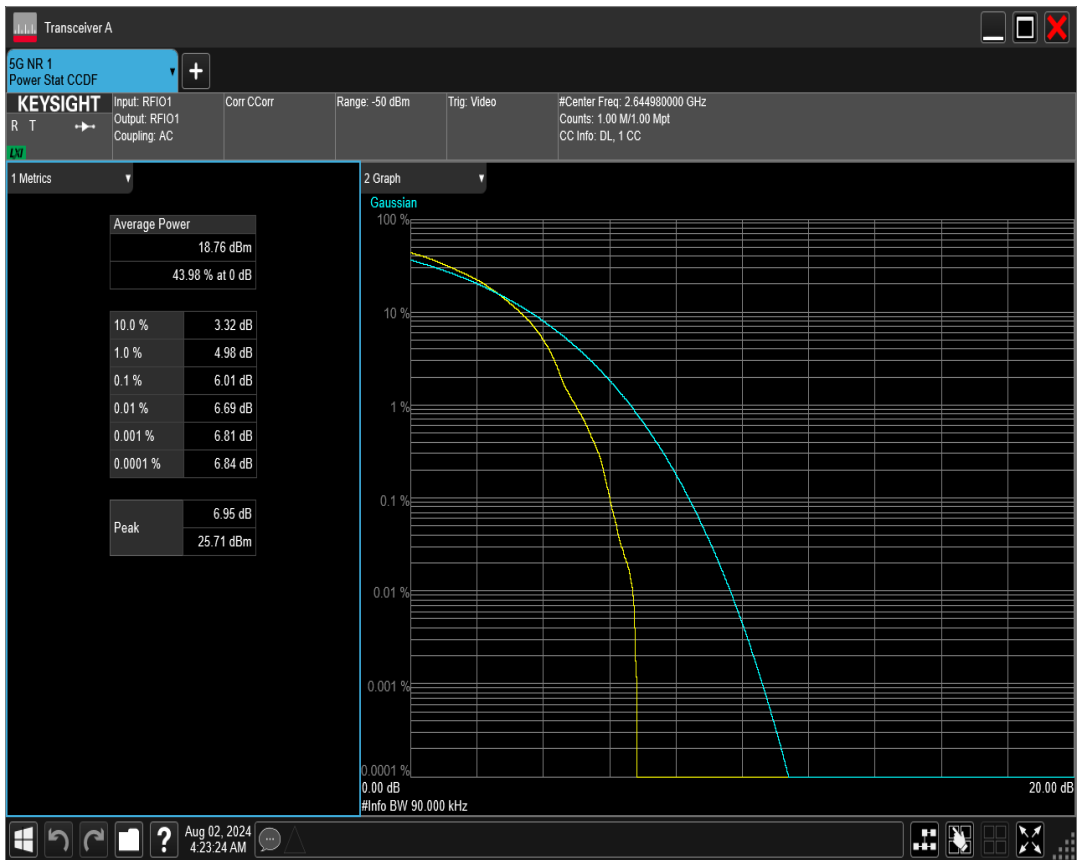 Transceiver A
5G NR 1
Power Stat CCDF
+
KEYSIGHT
R T
LXI
Input: RFIO1
Output: RFIO1
Coupling: AC
Corr CCorr
Range: -50 dBm
Trig: Video
#Center Freq: 2.644980000 GHz
Counts: 1.00 M/1.00 Mpt
CC Info: DL, 1 CC
1 Metrics
Average Power
18.76 dBm
43.98 % at 0 dB
10.0 % 3.32 dB
1.0 % 4.98 dB
0.1 % 6.01 dB
0.01 % 6.69 dB
0.001 % 6.81 dB
0.0001 % 6.84 dB
Peak 6.95 dB
25.71 dBm
2 Graph
Gaussian
100 %
10 %
1 %
0.1 %
0.01 %
0.001 %
0.0001 %
0.00 dB 20.00 dB
#Info BW 90.000 kHz
?
Aug 02, 2024
4:23:24 AM